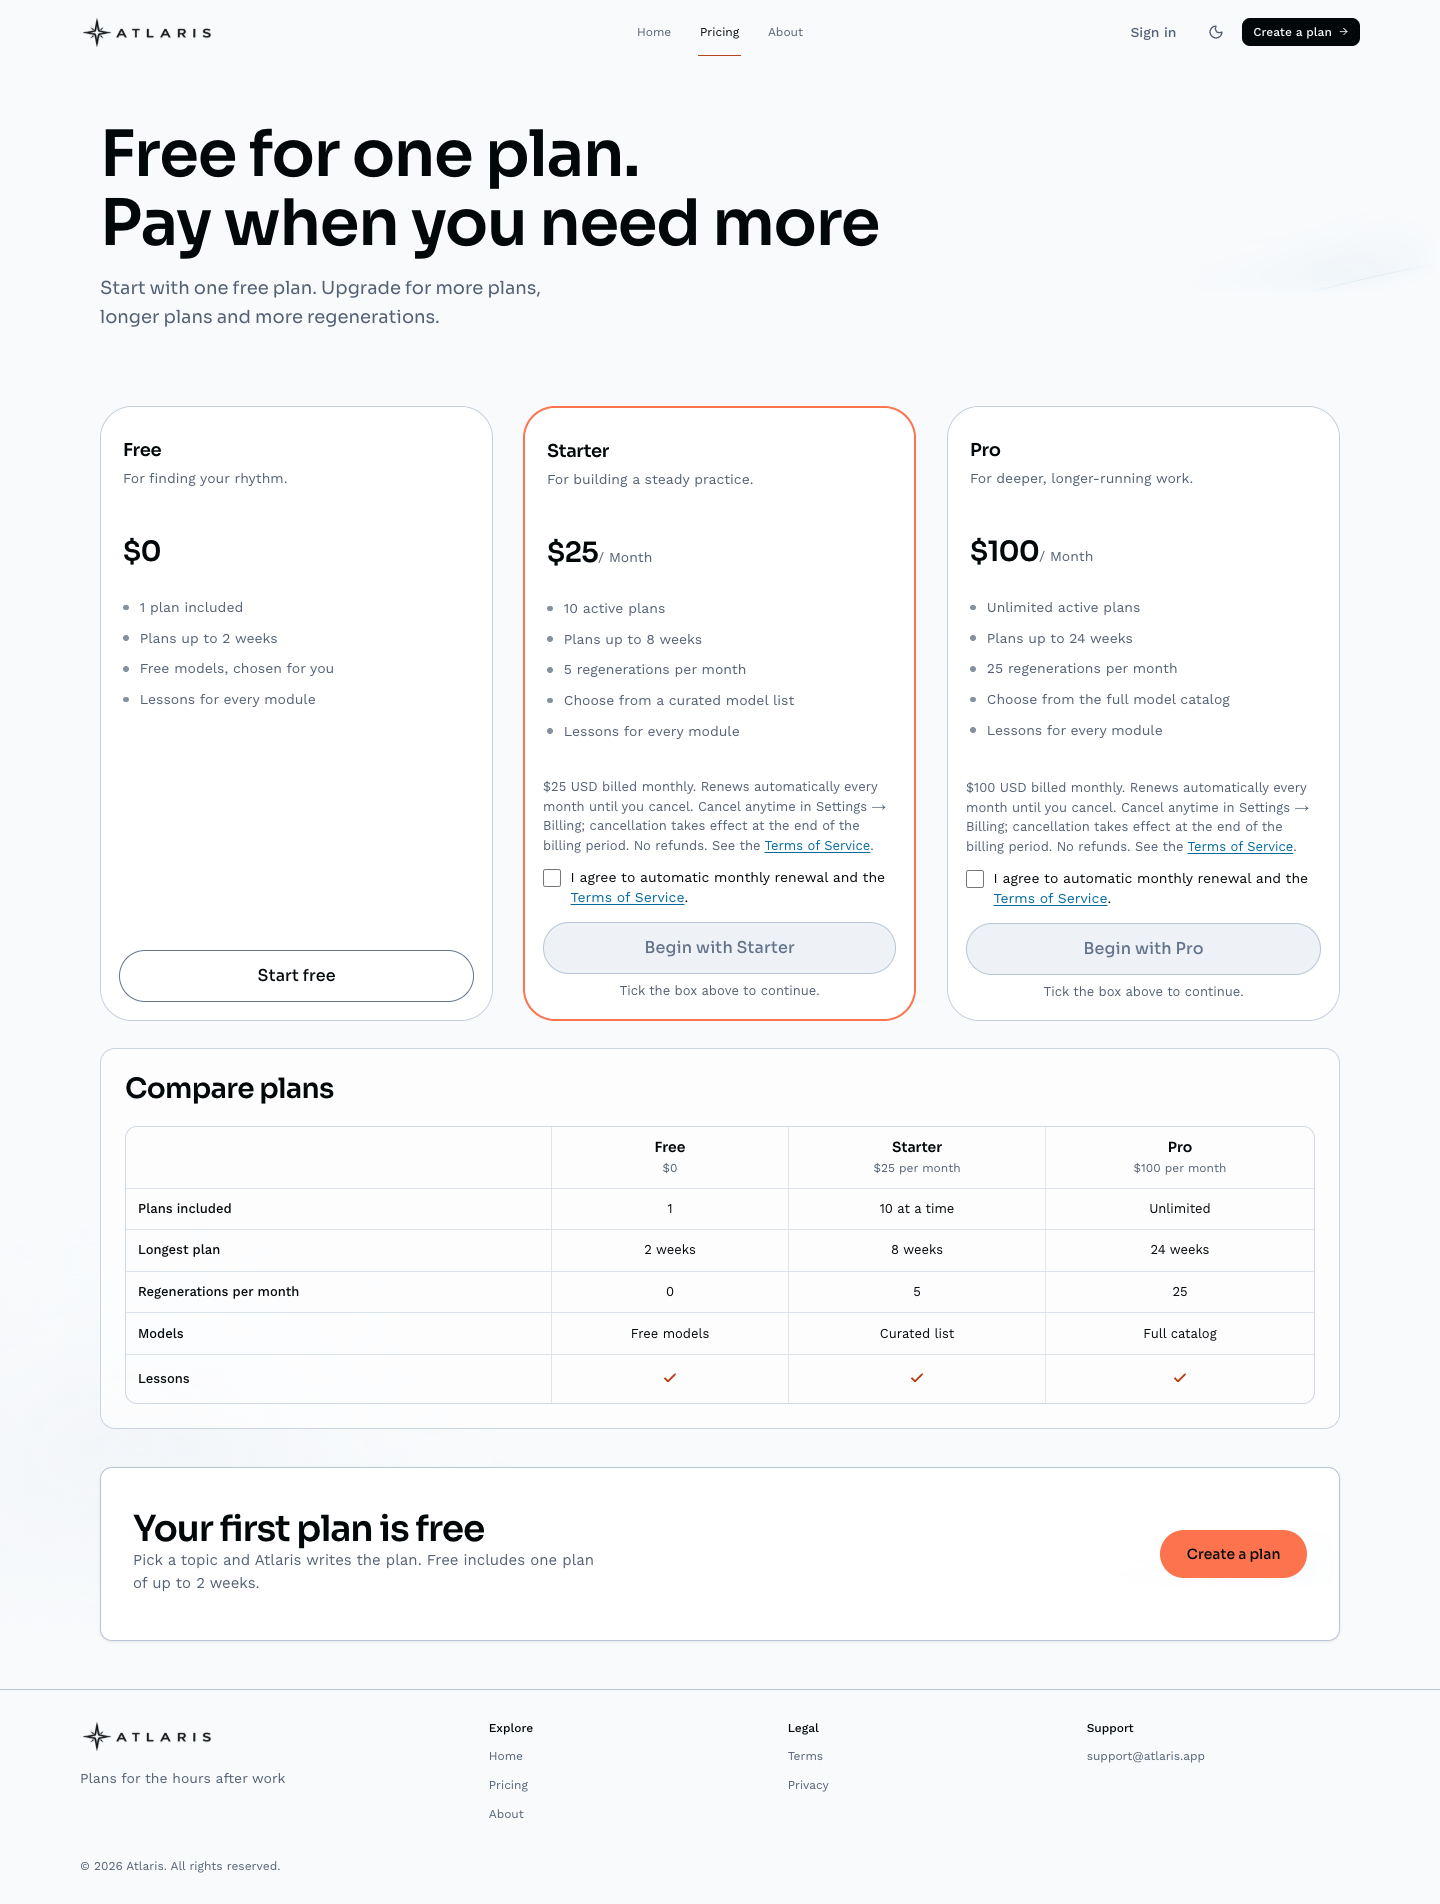 ATLARIS
Home
Pricing
About
Sign in
Create a plan →
Free for one plan.
Pay when you need more
Start with one free plan. Upgrade for more plans,
longer plans and more regenerations.
Free
For finding your rhythm.
$0
1 plan included
Plans up to 2 weeks
Free models, chosen for you
Lessons for every module
Start free
Starter
For building a steady practice.
$25/ Month
10 active plans
Plans up to 8 weeks
5 regenerations per month
Choose from a curated model list
Lessons for every module
$25 USD billed monthly. Renews automatically every
month until you cancel. Cancel anytime in Settings →
Billing; cancellation takes effect at the end of the
billing period. No refunds. See the Terms of Service.
I agree to automatic monthly renewal and the
Terms of Service.
Begin with Starter
Tick the box above to continue.
Pro
For deeper, longer-running work.
$100/ Month
Unlimited active plans
Plans up to 24 weeks
25 regenerations per month
Choose from the full model catalog
Lessons for every module
$100 USD billed monthly. Renews automatically every
month until you cancel. Cancel anytime in Settings →
Billing; cancellation takes effect at the end of the
billing period. No refunds. See the Terms of Service.
I agree to automatic monthly renewal and the
Terms of Service.
Begin with Pro
Tick the box above to continue.
Compare plans
Free Starter Pro
$0 $25 per month $100 per month
Plans included 1 10 at a time Unlimited
Longest plan 2 weeks 8 weeks 24 weeks
Regenerations per month 0 5 25
Models Free models Curated list Full catalog
Lessons
Your first plan is free
Pick a topic and Atlaris writes the plan. Free includes one plan
of up to 2 weeks.
Create a plan
ATLARIS
Plans for the hours after work
Explore
Home
Pricing
About
Legal
Terms
Privacy
Support
support@atlaris.app
© 2026 Atlaris. All rights reserved.